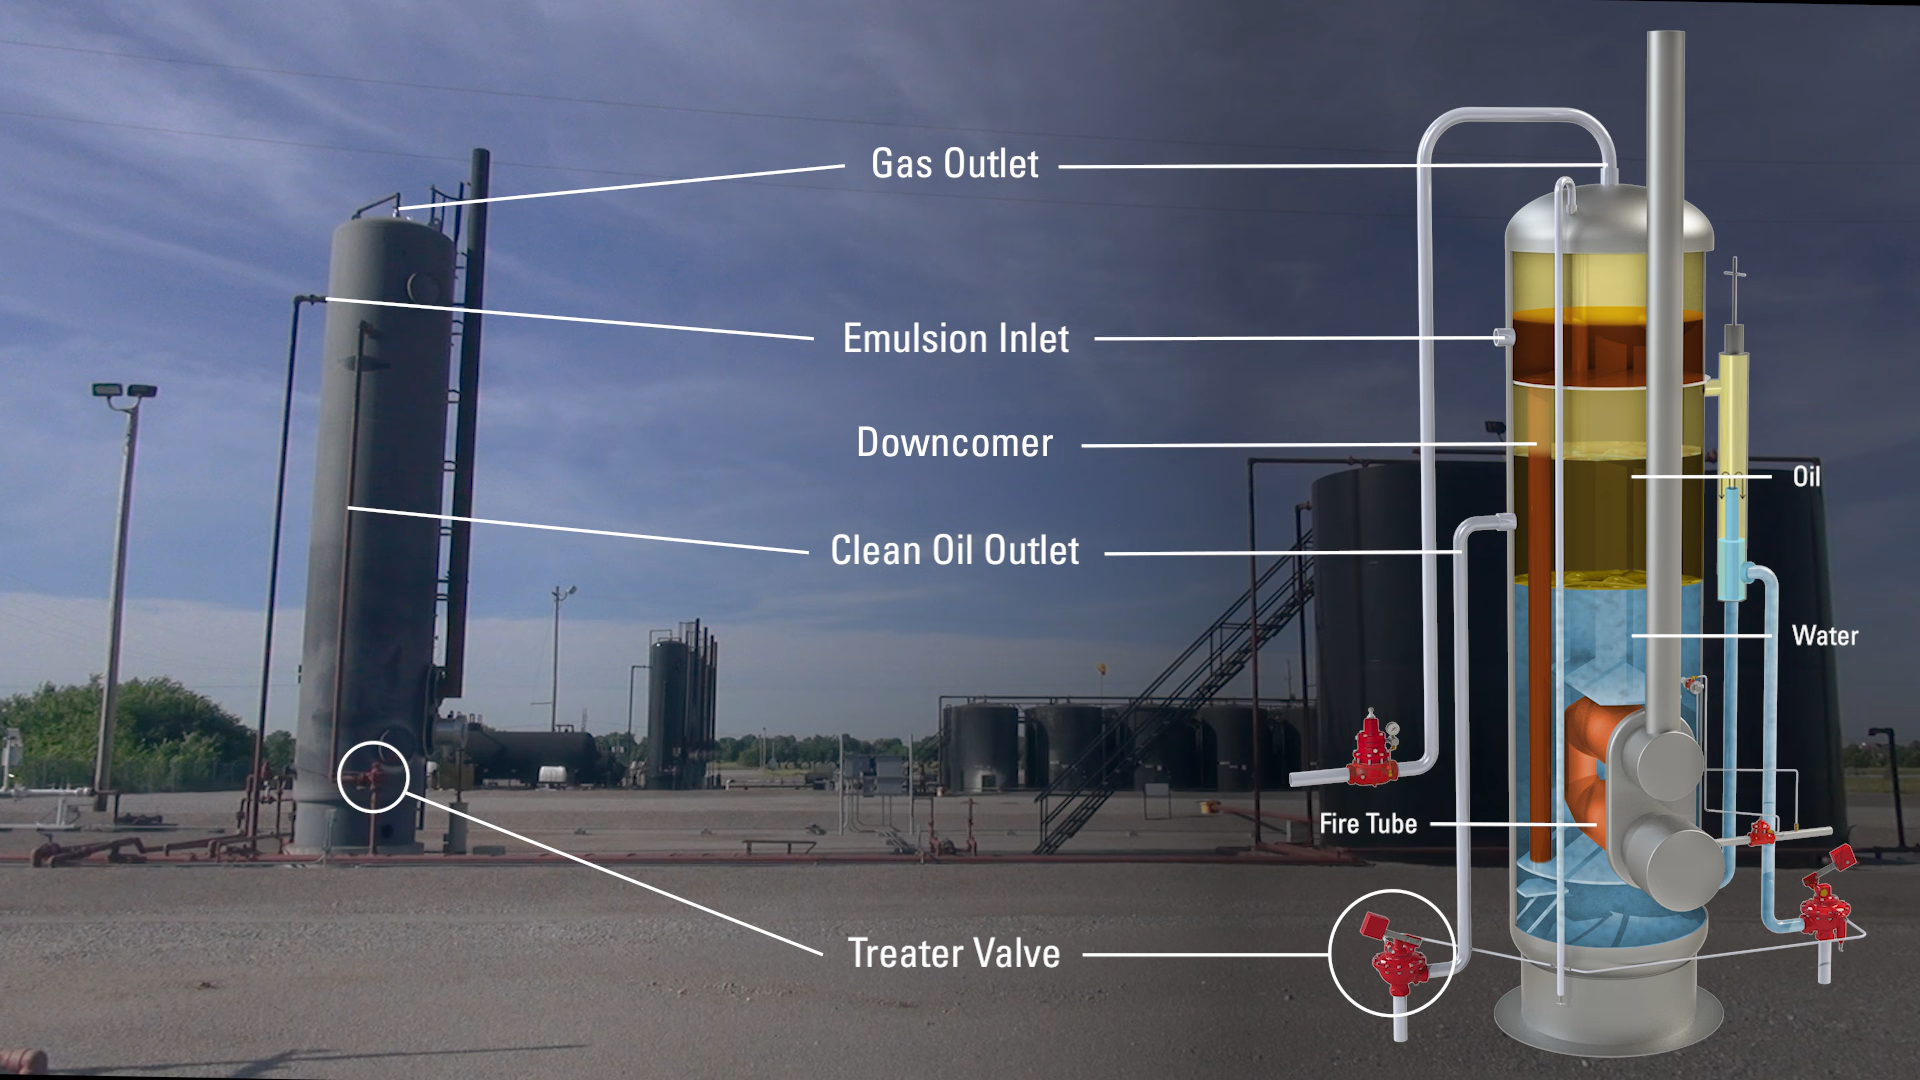 Gas Outlet
Emulsion Inlet
Downcomer
Oil
Clean Oil Outlet
Water
Fire Tube
Treater Valve